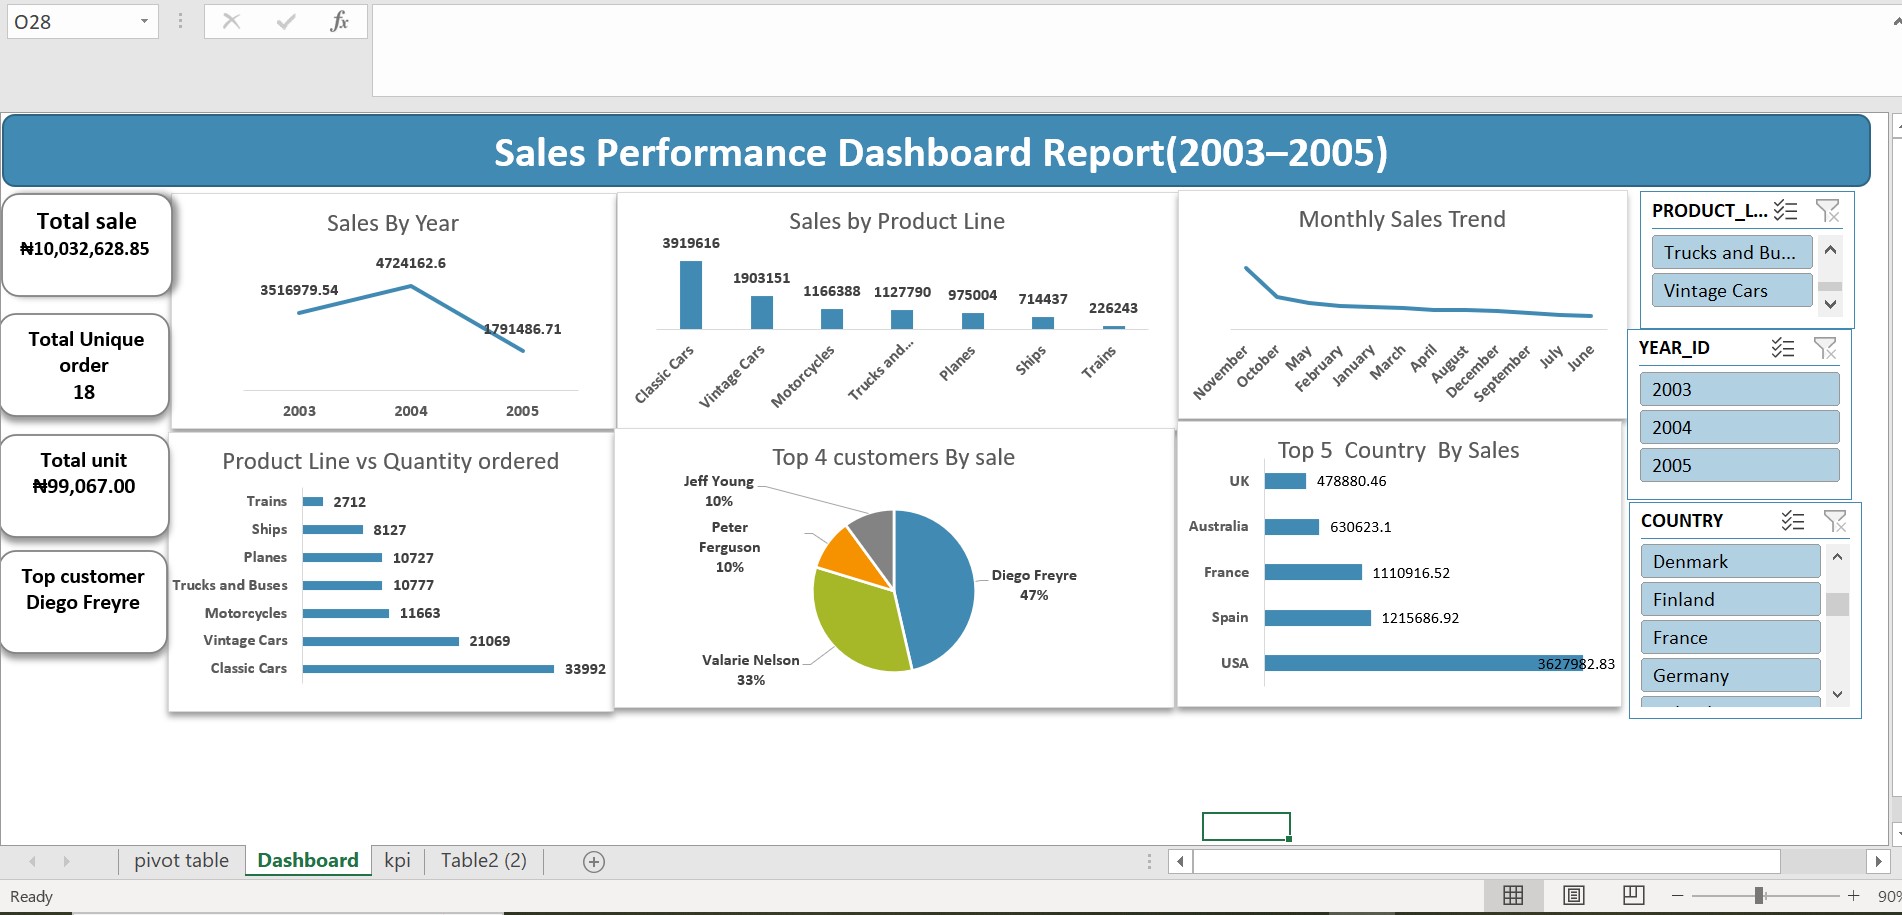 O28
fx
Sales Performance Dashboard Report(2003–2005)
Total sale
₦10,032,628.85
Total Unique
order
18
Total unit
₦99,067.00
Top customer
Diego Freyre
Sales By Year
4724162.6
3516979.54
1791486.71
2003
2004
2005
Sales by Product Line
3919616
1903151
1166388
1127790
975004
714437
226243
Classic Cars
Vintage Cars
Motorcycles
Trucks and...
Planes
Ships
Trains
Monthly Sales Trend
November
October
May
February
January
March
April
August
December
September
July
June
Product Line vs Quantity ordered
Trains 2712
Ships 8127
Planes 10727
Trucks and Buses 10777
Motorcycles 11663
Vintage Cars 21069
Classic Cars 33992
Top 4 customers By sale
Jeff Young
10%
Peter
Ferguson
10%
Diego Freyre
47%
Valarie Nelson
33%
Top 5  Country  By Sales
UK 478880.46
Australia 630623.1
France 1110916.52
Spain 1215686.92
USA 3627982.83
PRODUCT_L...
Trucks and Bu...
Vintage Cars
YEAR_ID
2003
2004
2005
COUNTRY
Denmark
Finland
France
Germany
pivot table
Dashboard
kpi
Table2 (2)
Ready